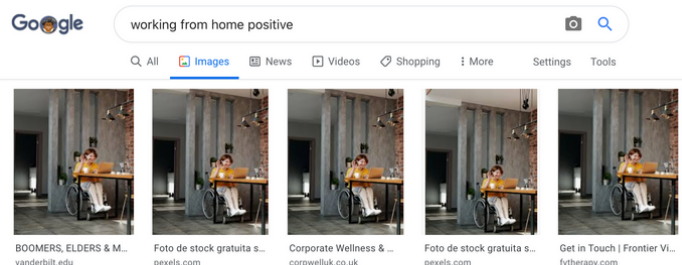 Google
working from home positive
All Images News Videos Shopping More Settings Tools
BOOMERS, ELDERS & M... Foto de stock gratuita s... Corporate Wellness & ... Foto de stock gratuita s... Get in Touch | Frontier Vi...
vanderbilt.edu pexels.com corpwelluk.co.uk pexels.com fvtherapy.com